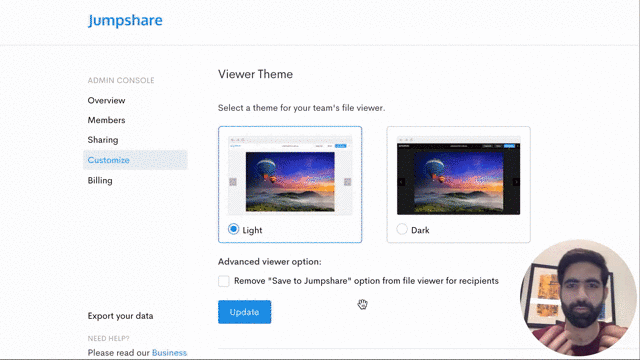 Jumpshare
ADMIN CONSOLE
Overview
Members
Sharing
Customize
Billing
Export your data
NEED HELP?
Please read our Business
Viewer Theme
Select a theme for your team's file viewer.
Light
Dark
Advanced viewer option:
Remove "Save to Jumpshare" option from file viewer for recipients
Update